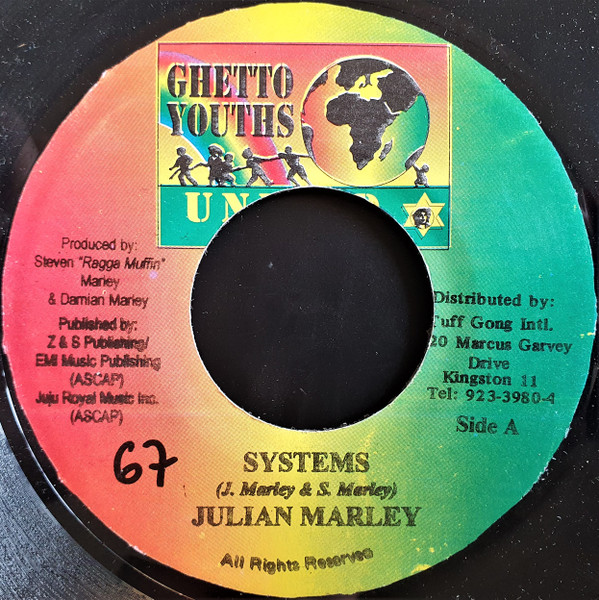 GHETTO
YOUTHS
Produced by:
Steven "Ragga Muffin"
Marley
& Damian Marley
Published by:
Z & S Publishing/
EMI Music Publishing
(ASCAP)
Juju Royal Music Inc.
(ASCAP)
Distributed by:
Tuff Gong Intl.
20 Marcus Garvey
Drive
Kingston 11
Tel: 923-3980-4
Side A
67
SYSTEMS
(J. Marley & S. Marley)
JULIAN MARLEY
All Rights Reserved